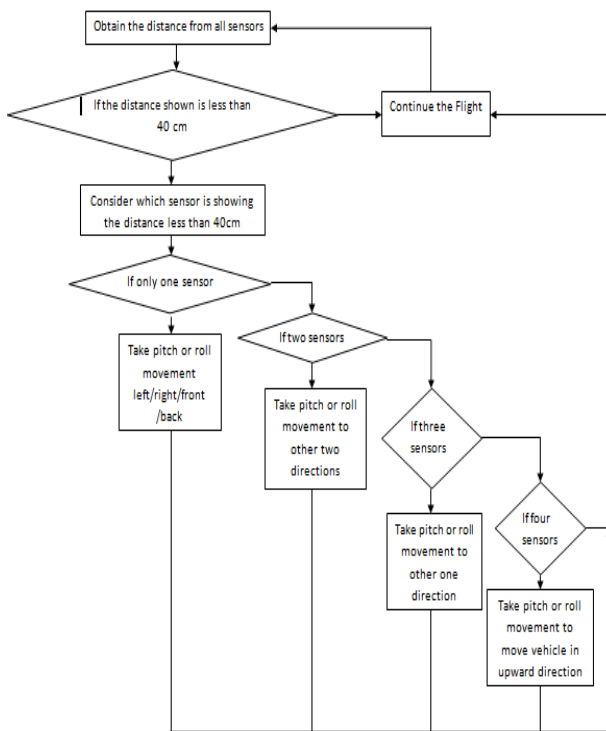 Obtain the distance from all sensors
If the distance shown is less than
40 cm
Continue the Flight
Consider which sensor is showing
the distance less than 40cm
If only one sensor
If two sensors
Take pitch or roll
movement
left/right/front
/back
Take pitch or roll
movement to
other two
directions
If three
sensors
If four
sensors
Take pitch or roll
movement to
other one
direction
Take pitch or roll
movement to
move vehicle in
upward direction